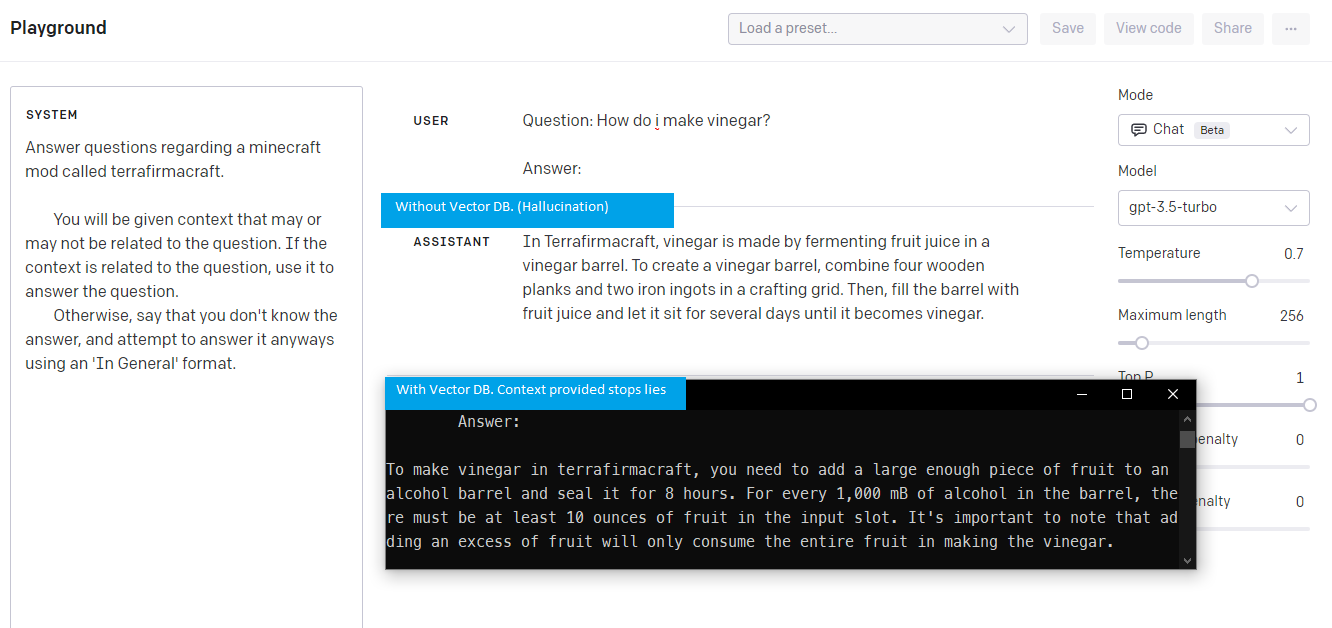 Playground
Load a preset...
Save
View code
Share
...
SYSTEM
Answer questions regarding a minecraft
mod called terrafirmacraft.
You will be given context that may or
may not be related to the question. If the
context is related to the question, use it to
answer the question.
Otherwise, say that you don't know the
answer, and attempt to answer it anyways
using an 'In General' format.
USER
Question: How do i make vinegar?
Answer:
Without Vector DB. (Hallucination)
ASSISTANT
In Terrafirmacraft, vinegar is made by fermenting fruit juice in a
vinegar barrel. To create a vinegar barrel, combine four wooden
planks and two iron ingots in a crafting grid. Then, fill the barrel with
fruit juice and let it sit for several days until it becomes vinegar.
With Vector DB. Context provided stops lies
Answer:
To make vinegar in terrafirmacraft, you need to add a large enough piece of fruit to an
alcohol barrel and seal it for 8 hours. For every 1,000 mB of alcohol in the barrel, the
re must be at least 10 ounces of fruit in the input slot. It's important to note that ad
ding an excess of fruit will only consume the entire fruit in making the vinegar.
Mode
Chat Beta
Model
gpt-3.5-turbo
Temperature 0.7
Maximum length 256
Top P 1
enalty 0
nalty 0